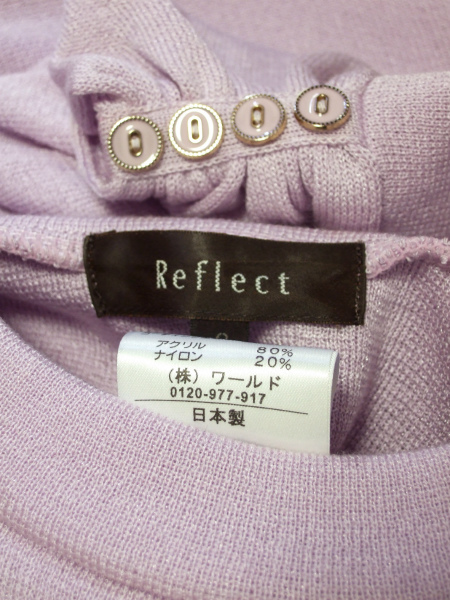 Reflect
アクリル 80%
ナイロン 20%
(株) ワールド
0120-977-917
日本製